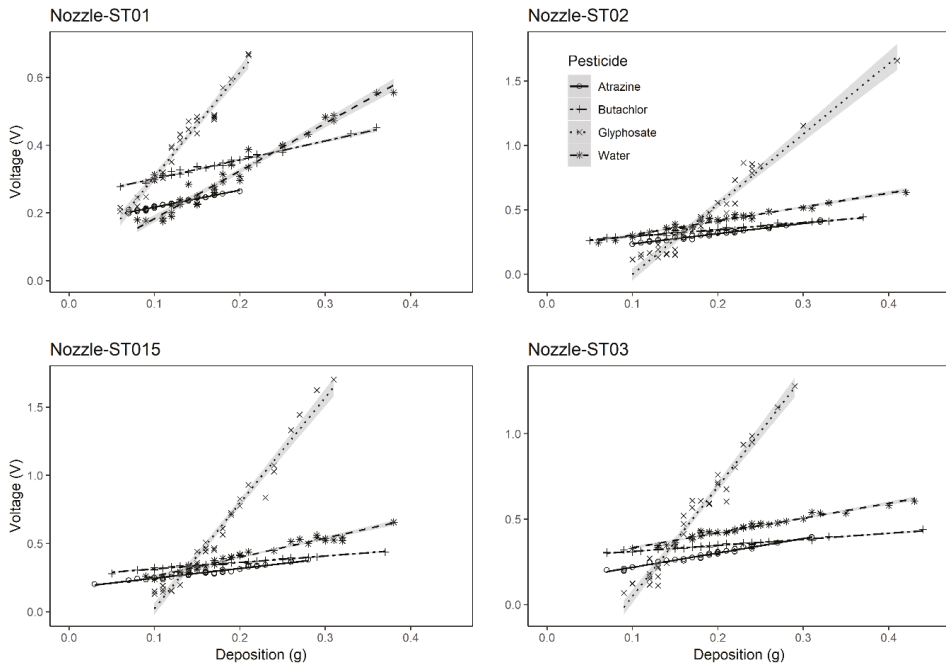 Nozzle-ST01
Nozzle-ST02
0.6
0.4
0.2
0.0
Voltage (V)
0.0 0.1 0.2 0.3 0.4
1.5
1.0
0.5
0.0
Pesticide
Atrazine
Butachlor
Glyphosate
Water
0.0 0.1 0.2 0.3 0.4
Nozzle-ST015
Nozzle-ST03
1.5
1.0
0.5
0.0
Voltage (V)
0.0 0.1 0.2 0.3 0.4
Deposition (g)
1.0
0.5
0.0
0.0 0.1 0.2 0.3 0.4
Deposition (g)